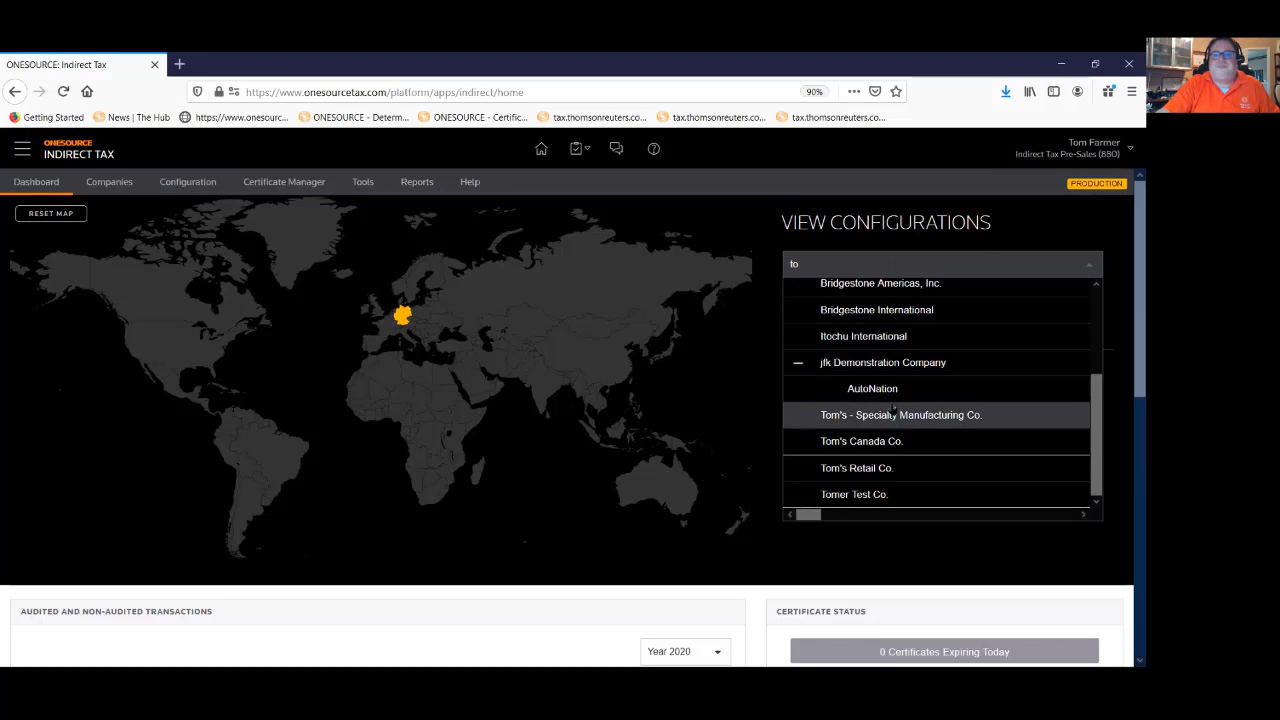 ONESOURCE: Indirect Tax
https://www.onesourcetax.com/platform/apps/indirect/home
90%
Getting Started
News | The Hub
https://www.onesourc...
ONESOURCE - Determ...
ONESOURCE - Certific...
tax.thomsonreuters.co...
tax.thomsonreuters.co...
tax.thomsonreuters.co...
ONESOURCE
INDIRECT TAX
Tom Farmer
Indirect Tax Pre-Sales (880)
Dashboard
Companies
Configuration
Certificate Manager
Tools
Reports
Help
PRODUCTION
RESET MAP
VIEW CONFIGURATIONS
to
Bridgestone Americas, Inc.
Bridgestone International
Itochu International
jfk Demonstration Company
AutoNation
Tom's - Specialty Manufacturing Co.
Tom's Canada Co.
Tom's Retail Co.
Tomer Test Co.
AUDITED AND NON-AUDITED TRANSACTIONS
Year 2020
CERTIFICATE STATUS
0 Certificates Expiring Today